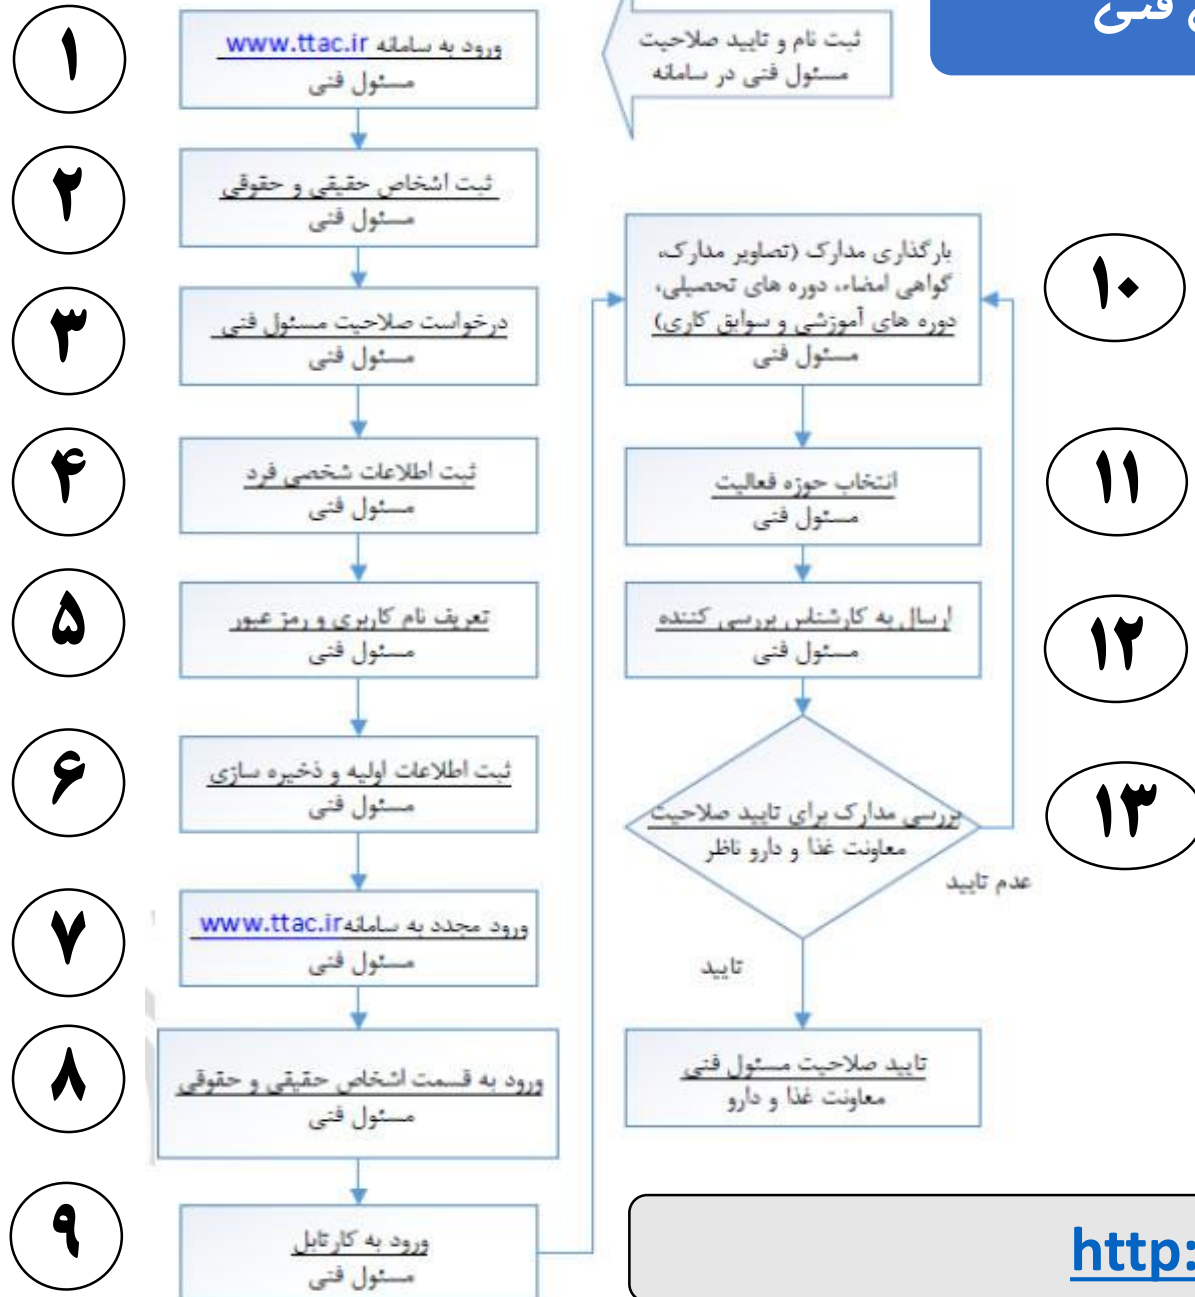 فنی
ثبت نام و تایید صلاحیت
مسئول فنی در سامانه
۱
ورود به سامانه www.ttac.ir
مسئول فنی
۲
ثبت اشخاص حقیقی و حقوقی
مسئول فنی
۳
درخواست صلاحیت مسئول فنی
مسئول فنی
۴
ثبت اطلاعات شخصی فرد
مسئول فنی
۵
تعریف نام کاربری و رمز عبور
مسئول فنی
۶
ثبت اطلاعات اولیه و ذخیره سازی
مسئول فنی
۷
ورود مجدد به سامانه www.ttac.ir
مسئول فنی
۸
ورود به قسمت اشخاص حقیقی و حقوقی
مسئول فنی
۹
ورود به کارتابل
مسئول فنی
۱۰
بارگذاری مدارک (تصاویر مدارک،
گواهی امضاء، دوره های تحصیلی،
دوره های آموزشی و سوابق کاری)
مسئول فنی
۱۱
انتخاب حوزه فعالیت
مسئول فنی
۱۲
ارسال به کارشناس بررسی کننده
مسئول فنی
۱۳
بررسی مدارک برای تایید صلاحیت
معاونت غذا و دارو ناظر
عدم تایید
تایید
تایید صلاحیت مسئول فنی
معاونت غذا و دارو
http: